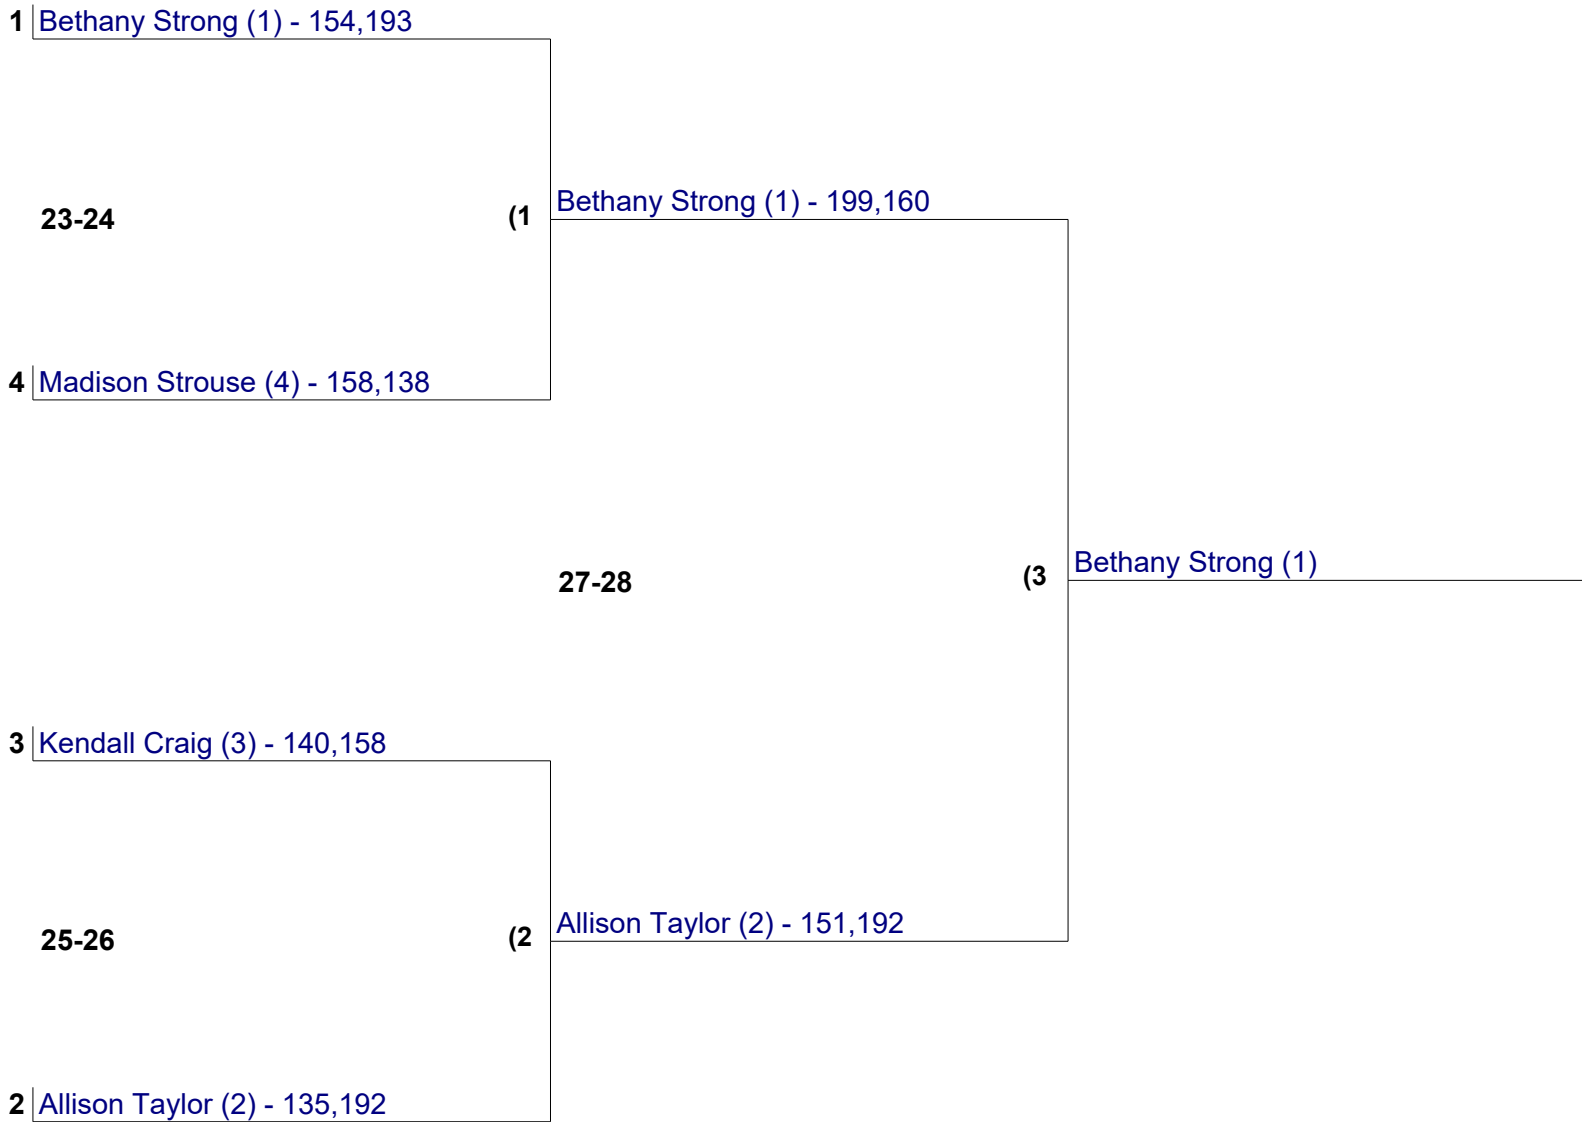 1 Bethany Strong (1) - 154,193
23-24 (1 Bethany Strong (1) - 199,160
4 Madison Strouse (4) - 158,138
27-28 (3 Bethany Strong (1)
3 Kendall Craig (3) - 140,158
25-26 (2 Allison Taylor (2) - 151,192
2 Allison Taylor (2) - 135,192